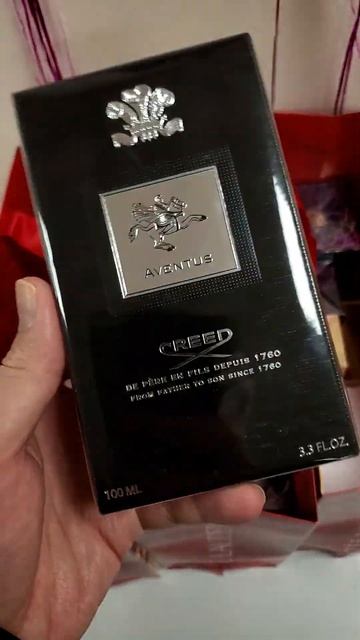 AVENTUS
CREED
DE PÈRE EN FILS DEPUIS 1760
FROM FATHER TO SON SINCE 1760
100 ML
3.3 FL.OZ.